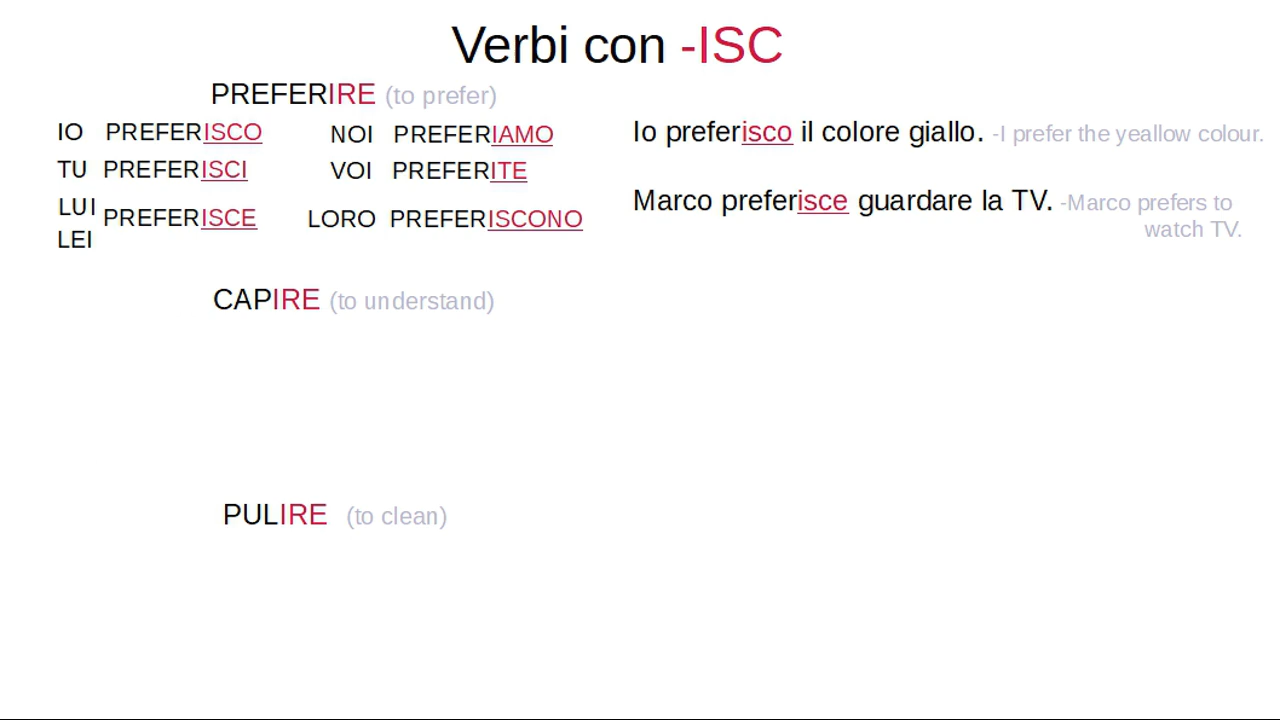 Verbi con -ISC
PREFERIRE (to prefer)
IO PREFERISCO NOI PREFERIAMO
TU PREFERISCI VOI PREFERITE
LUI
LEI PREFERISCE LORO PREFERISCONO
Io preferisco il colore giallo. -I prefer the yeallow colour.
Marco preferisce guardare la TV. -Marco prefers to
watch TV.
CAPIRE (to understand)
PULIRE (to clean)